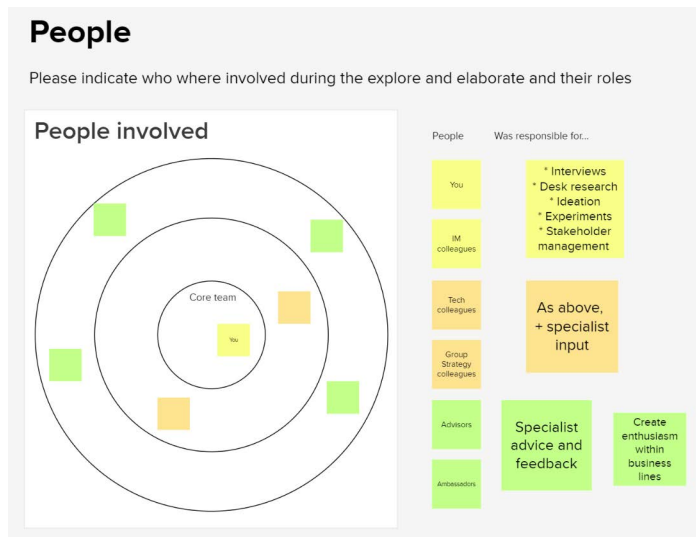 People
Please indicate who where involved during the explore and elaborate and their roles
People involved
Core team
You
People
Was responsible for...
You
IM
colleagues
* Interviews
* Desk research
* Ideation
* Experiments
* Stakeholder
management
Tech
colleagues
Group
Strategy
colleagues
As above,
+ specialist
input
Advisors
Ambassadors
Specialist
advice and
feedback
Create
enthusiasm
within
business
lines